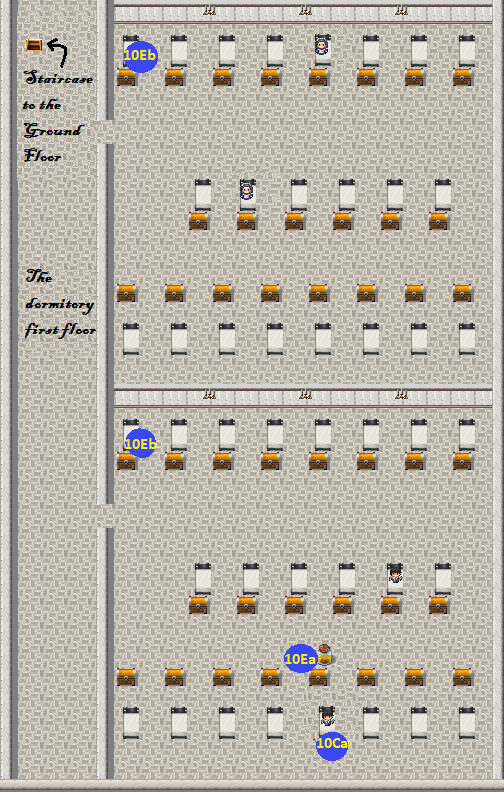 10Eb
Staircase
to the
Ground
Floor
The
dormitory
first floor
10Eb
10Ea
10Ca